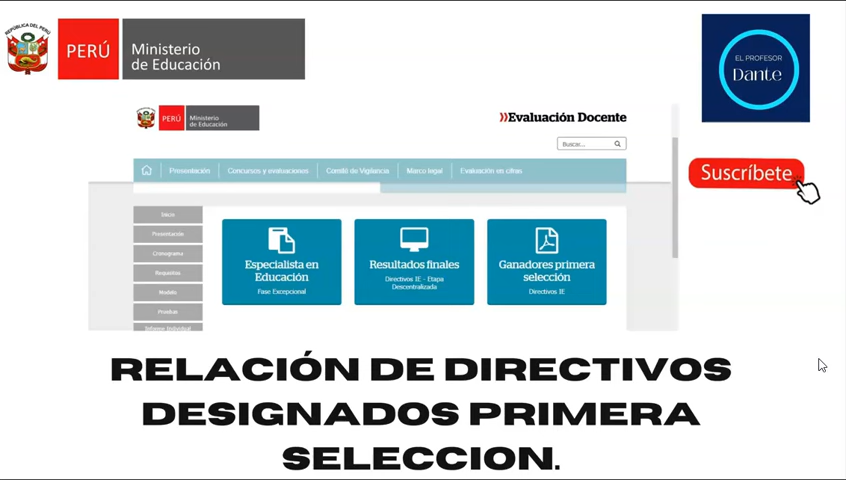 REPÚBLICA DEL PERÚ
PERÚ
Ministerio
de Educación
EL PROFESOR
Dante
PERÚ
Ministerio
de Educación
»Evaluación Docente
Buscar...
Presentación
Concursos y evaluaciones
Comité de Vigilancia
Marco legal
Evaluación en cifras
Suscríbete
Inicio
Presentación
Cronograma
Requisitos
Modelo
Pruebas
Informe Individual
Especialista en
Educación
Fase Excepcional
Resultados finales
Directivos IE - Etapa
Descentralizada
Ganadores primera
selección
Directivos IE
RELACIÓN DE DIRECTIVOS
DESIGNADOS PRIMERA
SELECCION.